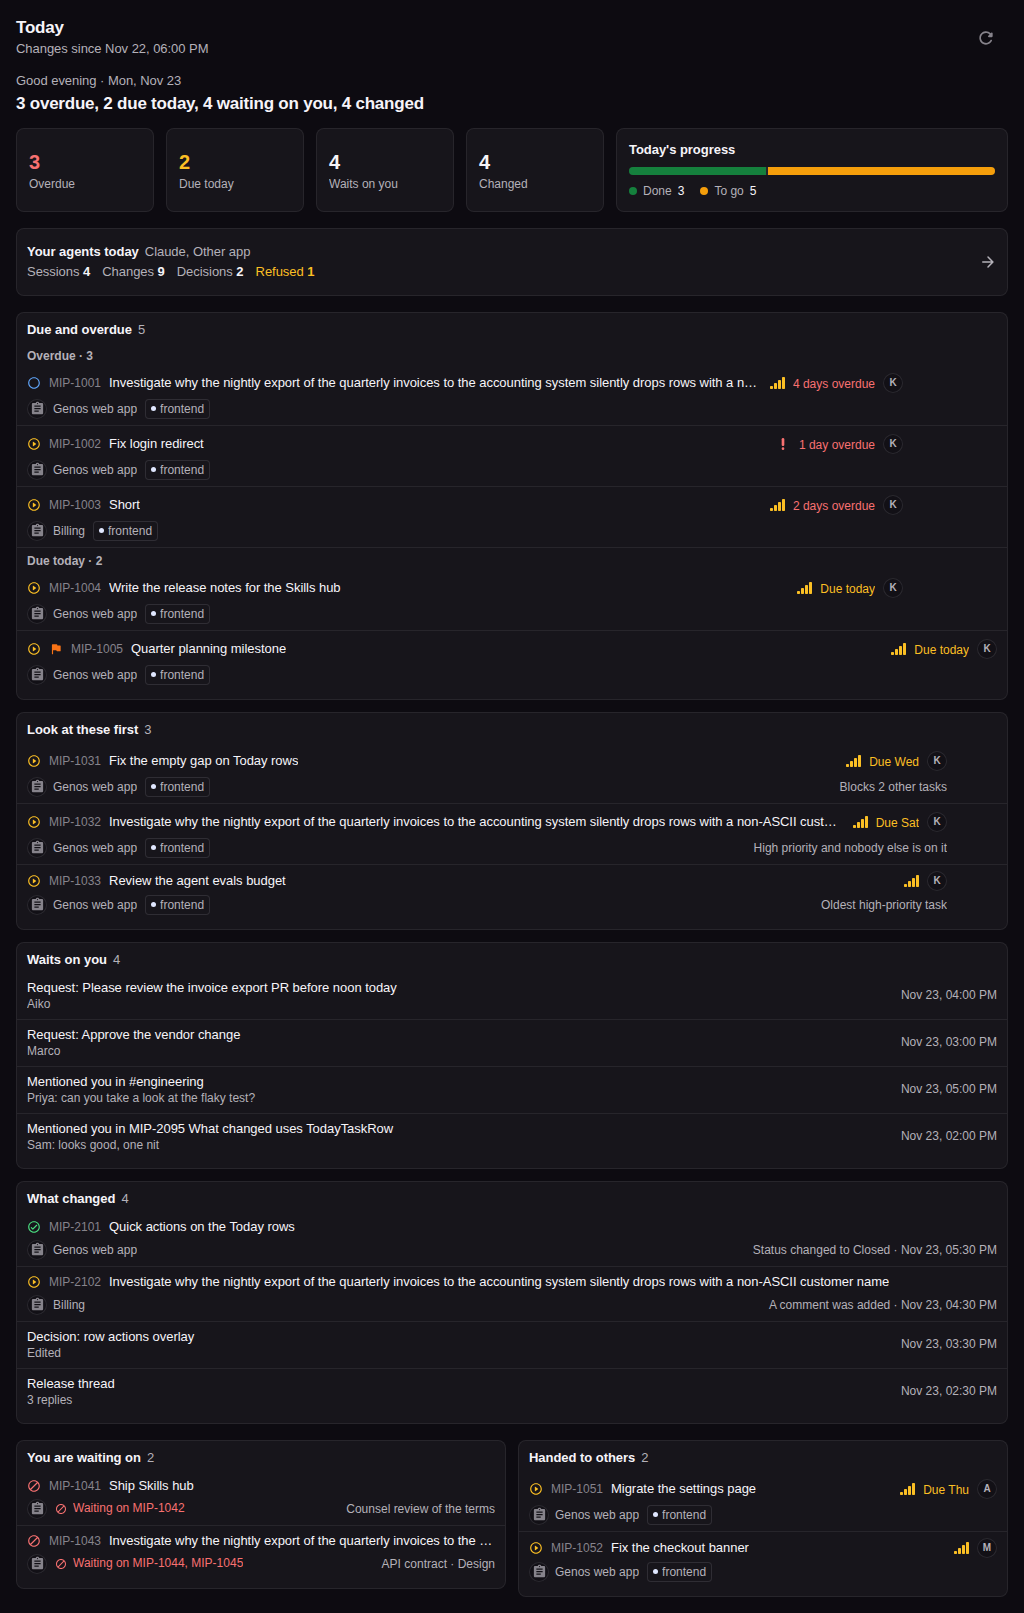 Today
Changes since Nov 22, 06:00 PM
Good evening · Mon, Nov 23
3 overdue, 2 due today, 4 waiting on you, 4 changed
3
Overdue
2
Due today
4
Waits on you
4
Changed
Today's progress
Done 3 To go 5
Your agents today Claude, Other app
Sessions 4 Changes 9 Decisions 2 Refused 1
Due and overdue 5
Overdue · 3
MIP-1001 Investigate why the nightly export of the quarterly invoices to the accounting system silently drops rows with a n… 4 days overdue K
Genos web app frontend
MIP-1002 Fix login redirect 1 day overdue K
Genos web app frontend
MIP-1003 Short 2 days overdue K
Billing frontend
Due today · 2
MIP-1004 Write the release notes for the Skills hub Due today K
Genos web app frontend
MIP-1005 Quarter planning milestone Due today K
Genos web app frontend
Look at these first 3
MIP-1031 Fix the empty gap on Today rows Due Wed K
Genos web app frontend Blocks 2 other tasks
MIP-1032 Investigate why the nightly export of the quarterly invoices to the accounting system silently drops rows with a non-ASCII cust… Due Sat K
Genos web app frontend High priority and nobody else is on it
MIP-1033 Review the agent evals budget K
Genos web app frontend Oldest high-priority task
Waits on you 4
Request: Please review the invoice export PR before noon today
Aiko
Nov 23, 04:00 PM
Request: Approve the vendor change
Marco
Nov 23, 03:00 PM
Mentioned you in #engineering
Priya: can you take a look at the flaky test?
Nov 23, 05:00 PM
Mentioned you in MIP-2095 What changed uses TodayTaskRow
Sam: looks good, one nit
Nov 23, 02:00 PM
What changed 4
MIP-2101 Quick actions on the Today rows
Genos web app Status changed to Closed · Nov 23, 05:30 PM
MIP-2102 Investigate why the nightly export of the quarterly invoices to the accounting system silently drops rows with a non-ASCII customer name
Billing A comment was added · Nov 23, 04:30 PM
Decision: row actions overlay
Edited
Nov 23, 03:30 PM
Release thread
3 replies
Nov 23, 02:30 PM
You are waiting on 2
MIP-1041 Ship Skills hub
Waiting on MIP-1042 Counsel review of the terms
MIP-1043 Investigate why the nightly export of the quarterly invoices to the …
Waiting on MIP-1044, MIP-1045 API contract · Design
Handed to others 2
MIP-1051 Migrate the settings page Due Thu A
Genos web app frontend
MIP-1052 Fix the checkout banner M
Genos web app frontend